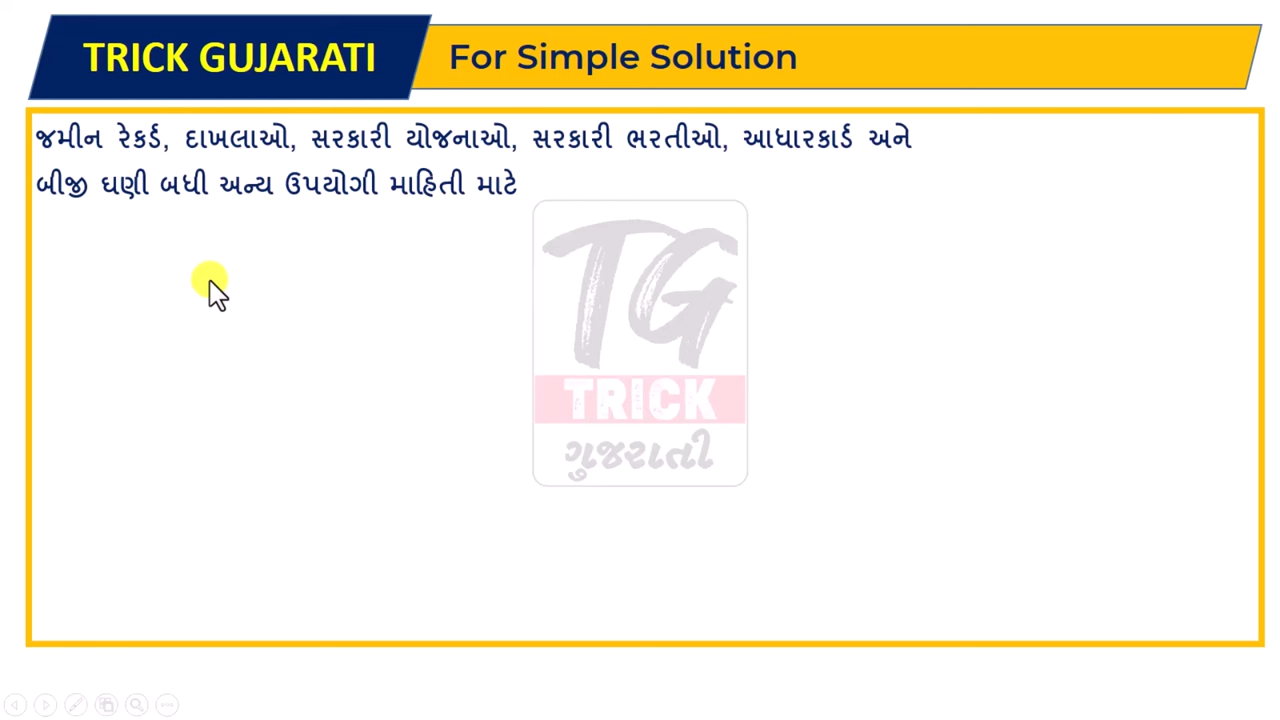 TRICK GUJARATI
For Simple Solution
જમીન રેકર્ડ, દાખલાઓ, સરકારી યોજનાઓ, સરકારી ભરતીઓ, આધારકાર્ડ અને
બીજી ઘણી બધી અન્ય ઉપયોગી માહિતી માટે
TG
TRICK
ગુજરાતી